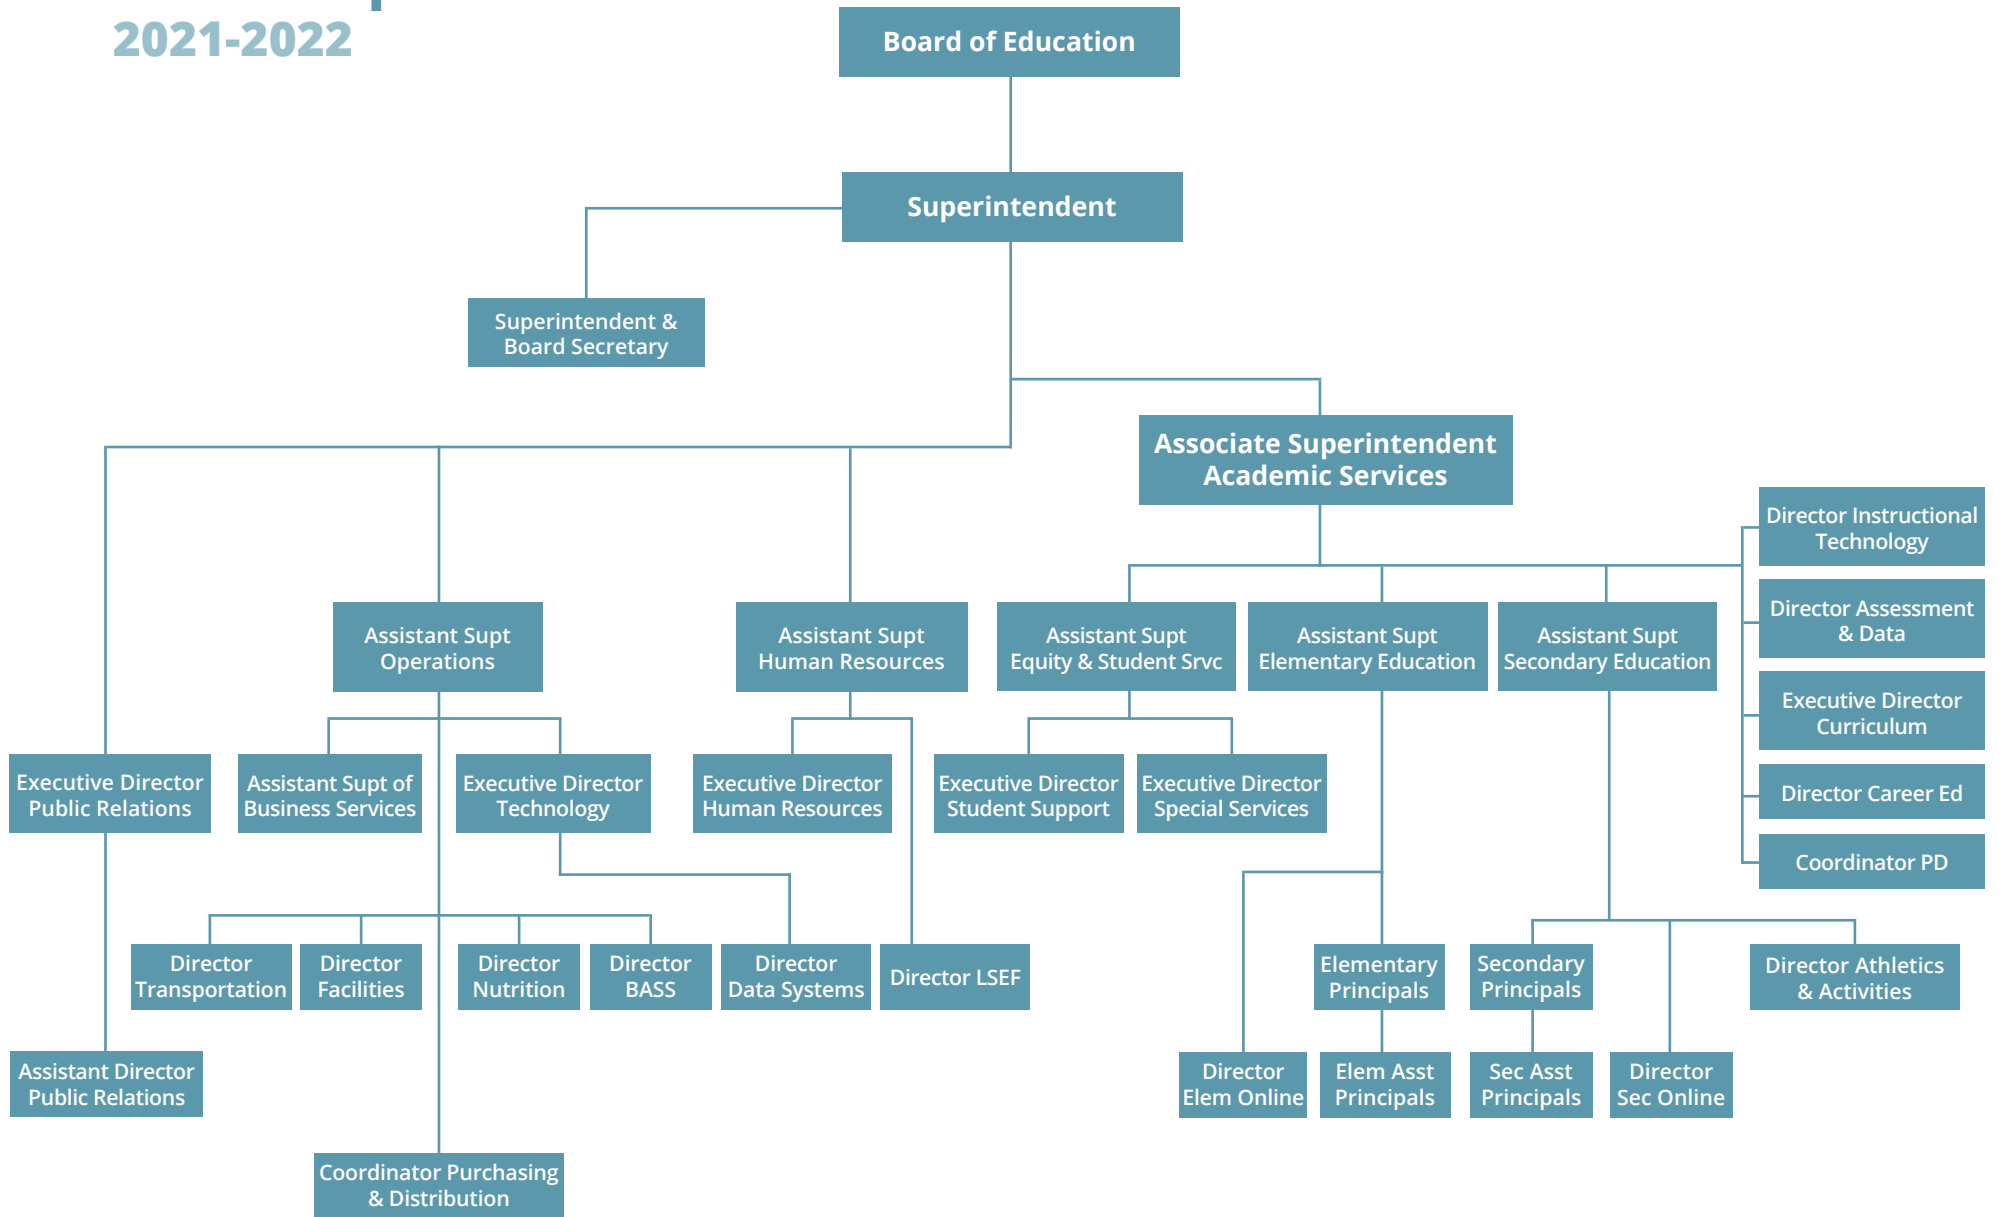 2021-2022
Board of Education
Superintendent
Superintendent &
Board Secretary
Associate Superintendent
Academic Services
Director Instructional
Technology
Director Assessment
& Data
Executive Director
Curriculum
Director Career Ed
Coordinator PD
Assistant Supt
Operations
Assistant Supt
Human Resources
Assistant Supt
Equity & Student Srvc
Assistant Supt
Elementary Education
Assistant Supt
Secondary Education
Executive Director
Public Relations
Assistant Supt of
Business Services
Executive Director
Technology
Executive Director
Human Resources
Executive Director
Student Support
Executive Director
Special Services
Director
Transportation
Director
Facilities
Director
Nutrition
Director
BASS
Director
Data Systems
Director LSEF
Elementary
Principals
Secondary
Principals
Director Athletics
& Activities
Assistant Director
Public Relations
Director
Elem Online
Elem Asst
Principals
Sec Asst
Principals
Director
Sec Online
Coordinator Purchasing
& Distribution